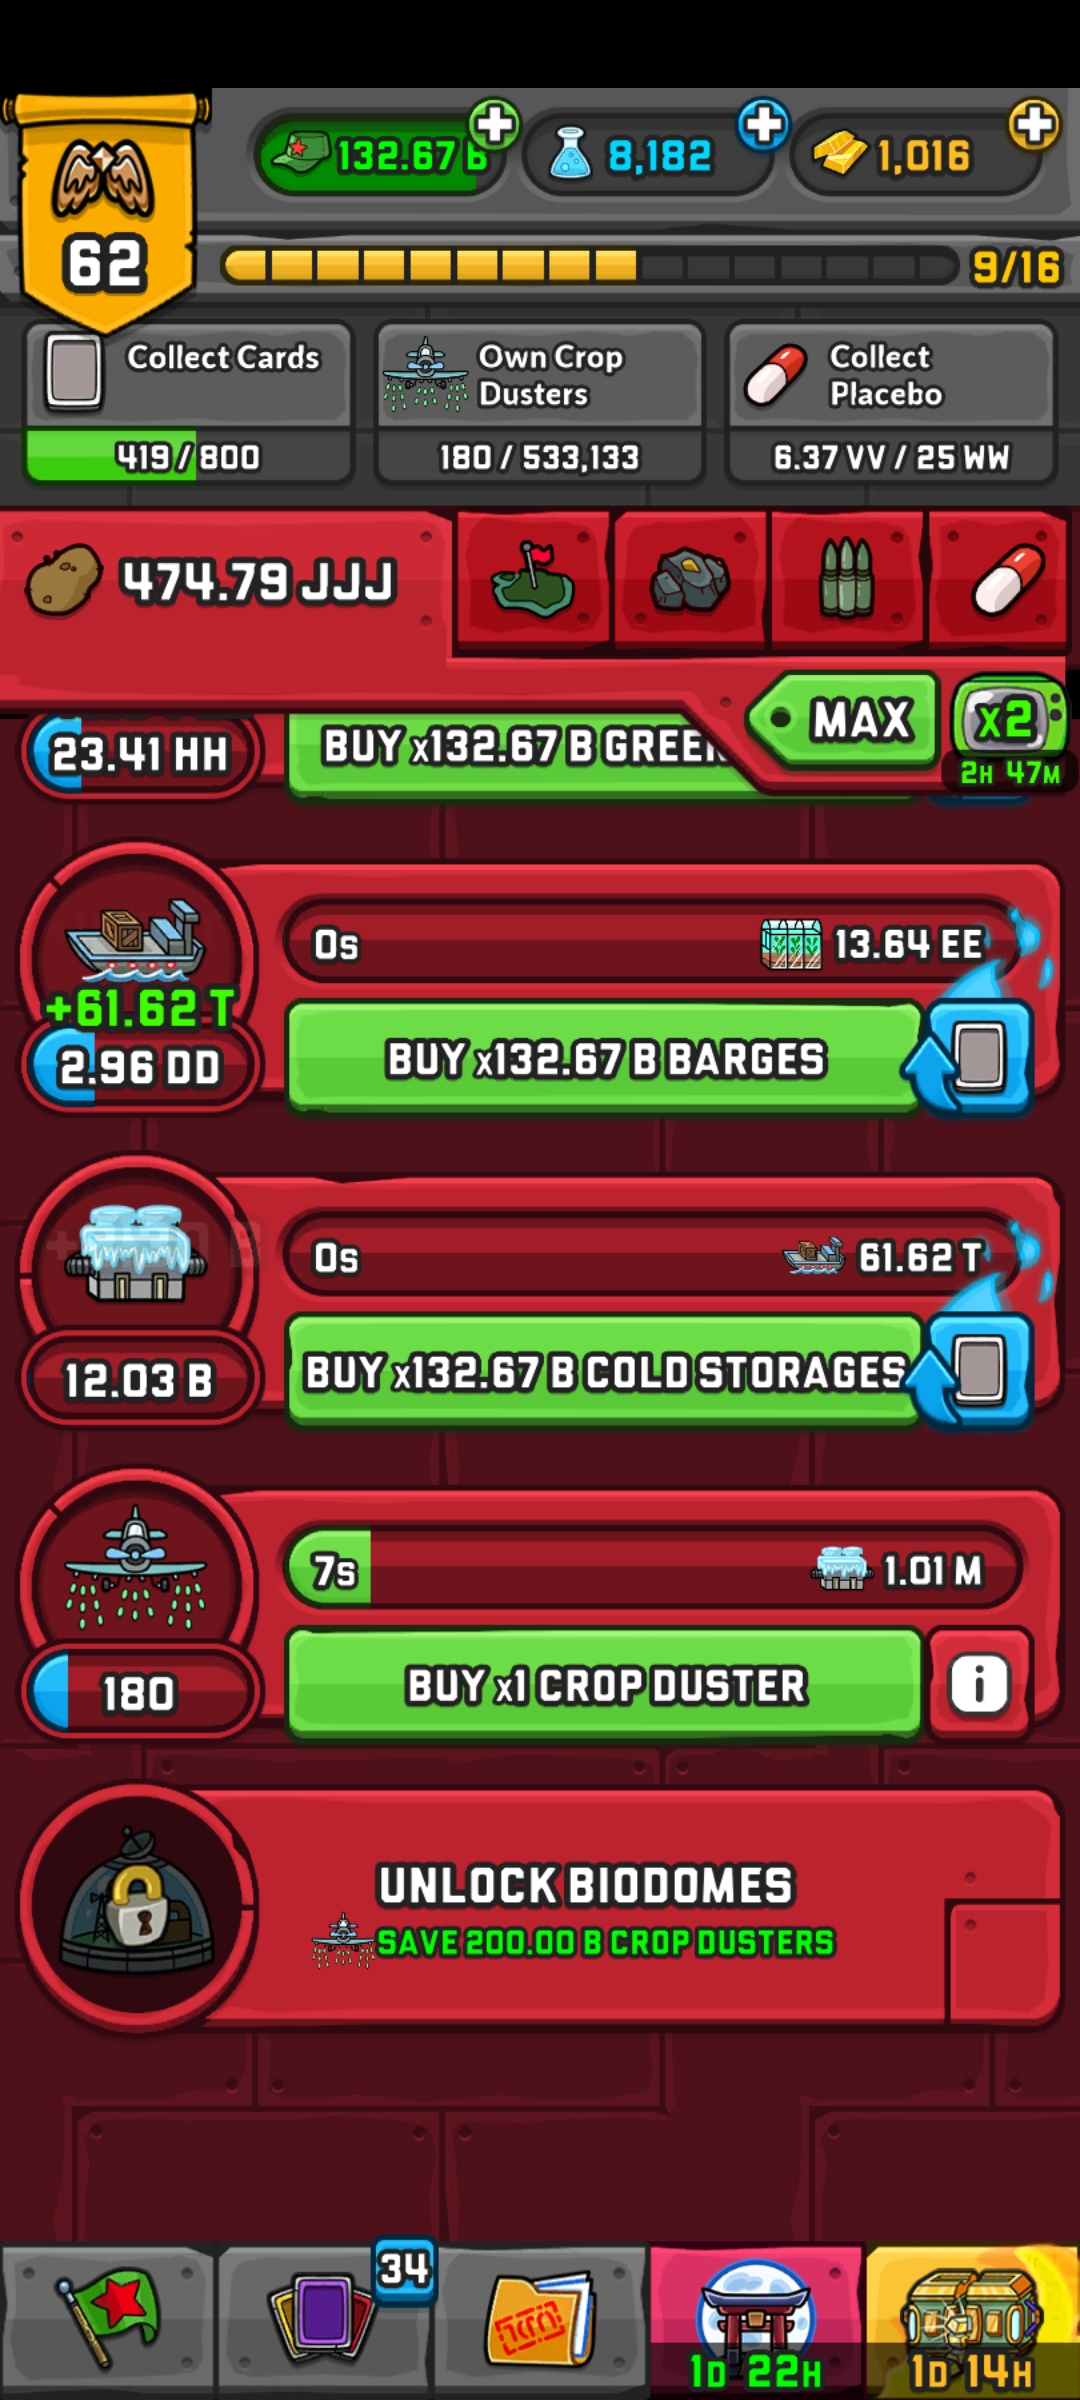 132.67 B
8,182
1,016
62
9/16
Collect Cards
419 / 800
Own Crop
Dusters
180 / 533,133
Collect
Placebo
6.37 VV / 25 WW
474.79 JJJ
MAX
x2
2H 47M
23.41 HH
BUY x132.67 B
0s
13.64 EE
+61.62 T
2.96 DD
BUY x132.67 B BARGES
0s
61.62 T
12.03 B
BUY x132.67 B COLD STORAGES
7s
1.01 M
180
BUY x1 CROP DUSTER
i
UNLOCK BIODOMES
SAVE 200.00 B CROP DUSTERS
34
1D 22H
1D 14H